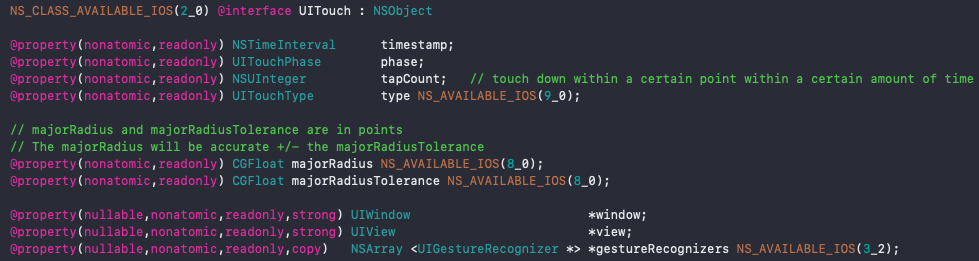 NS_CLASS_AVAILABLE_IOS(2_0) @interface UITouch : NSObject
@property(nonatomic,readonly) NSTimeInterval timestamp;
@property(nonatomic,readonly) UITouchPhase phase;
@property(nonatomic,readonly) NSUInteger tapCount; // touch down within a certain point within a certain amount of time
@property(nonatomic,readonly) UITouchType type NS_AVAILABLE_IOS(9_0);
// majorRadius and majorRadiusTolerance are in points
// The majorRadius will be accurate +/- the majorRadiusTolerance
@property(nonatomic,readonly) CGFloat majorRadius NS_AVAILABLE_IOS(8_0);
@property(nonatomic,readonly) CGFloat majorRadiusTolerance NS_AVAILABLE_IOS(8_0);
@property(nullable,nonatomic,readonly,strong) UIWindow *window;
@property(nullable,nonatomic,readonly,strong) UIView *view;
@property(nullable,nonatomic,readonly,copy) NSArray <UIGestureRecognizer *> *gestureRecognizers NS_AVAILABLE_IOS(3_2);